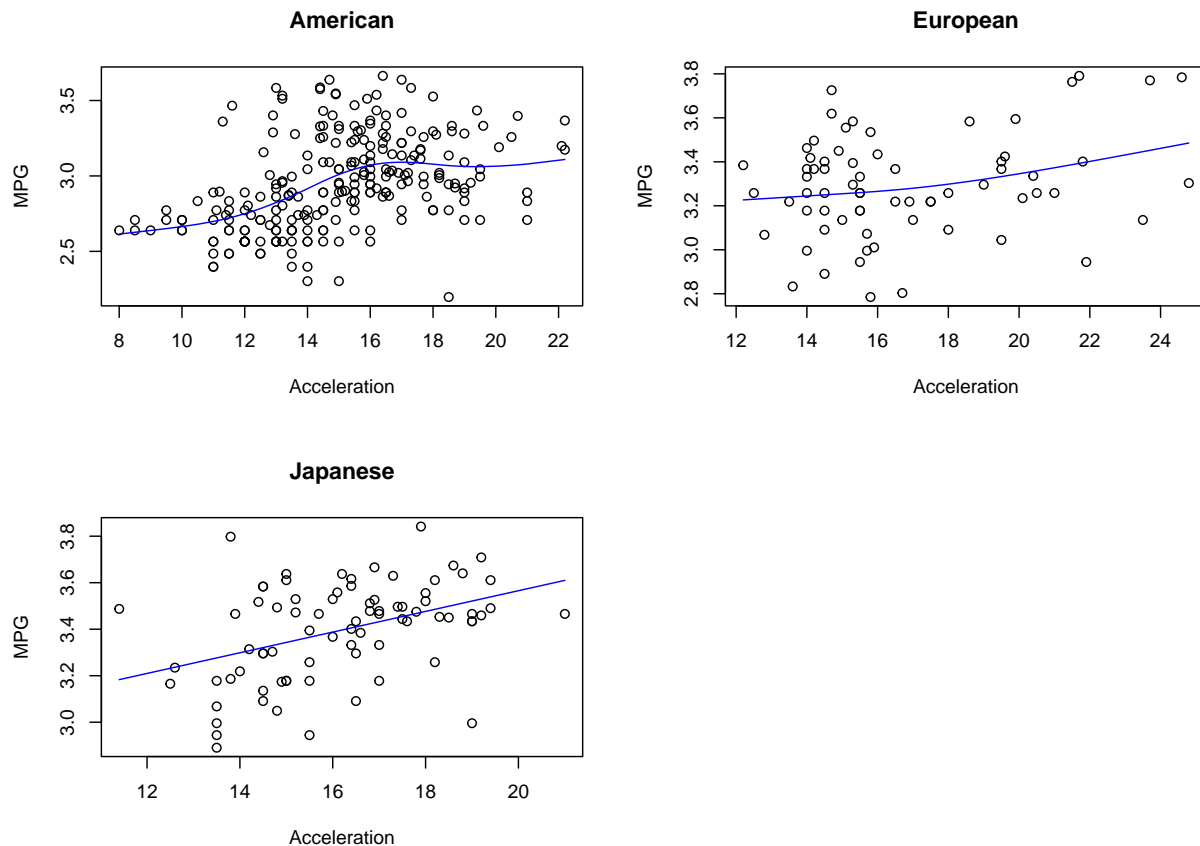 American
MPG
3.5
3.0
2.5
8 10 12 14 16 18 20 22
Acceleration
European
MPG
3.8
3.6
3.4
3.2
3.0
2.8
12 14 16 18 20 22 24
Acceleration
Japanese
MPG
3.8
3.6
3.4
3.2
3.0
12 14 16 18 20
Acceleration